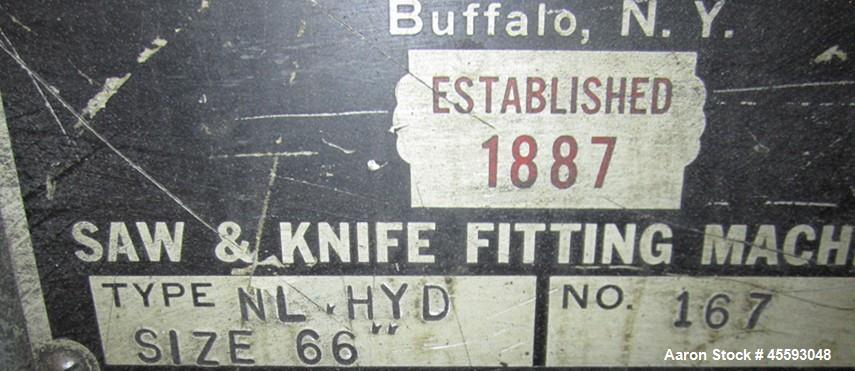 Buffalo, N. Y.
ESTABLISHED
1887
SAW & KNIFE FITTING MACH
TYPE NL.HYD NO. 167
SIZE 66"
Aaron Stock # 45593048